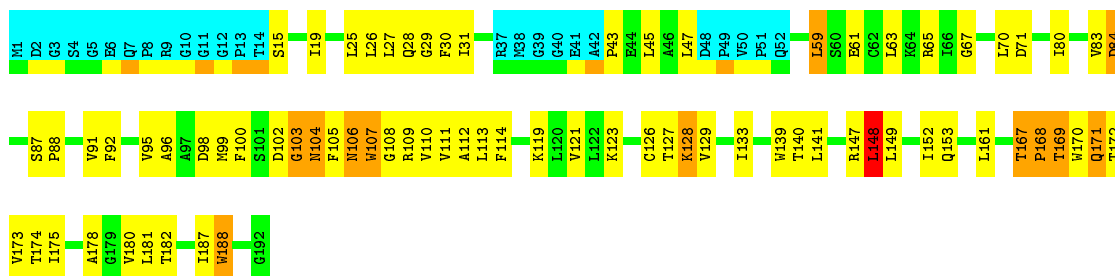 M1 D2 G3 S4 G5 E6 Q7 P8 R9 G10 G11 G12 P13 T14 S15 I19 L25 L26 L27 Q28 G29 F30 I31 R37 M38 G39 G40 E41 A42 P43 E44 L45 A46 L47 D48 P49 V50 P51 Q52 L59 S60 E61 C62 L63 K64 R65 I66 G67 L70 D71 I80 V83 D84
S87 P88 V91 F92 V95 A96 A97 D98 M99 F100 S101 D102 G103 N104 F105 N106 W107 G108 R109 V110 V111 A112 L113 F114 K119 L120 V121 L122 K123 C126 T127 K128 V129 I133 W139 T140 L141 R147 L148 L149 I152 Q153 L161 T167 P168 T169 W170 Q171 T172
V173 T174 I175 A178 G179 V180 L181 T182 I187 W188 G192